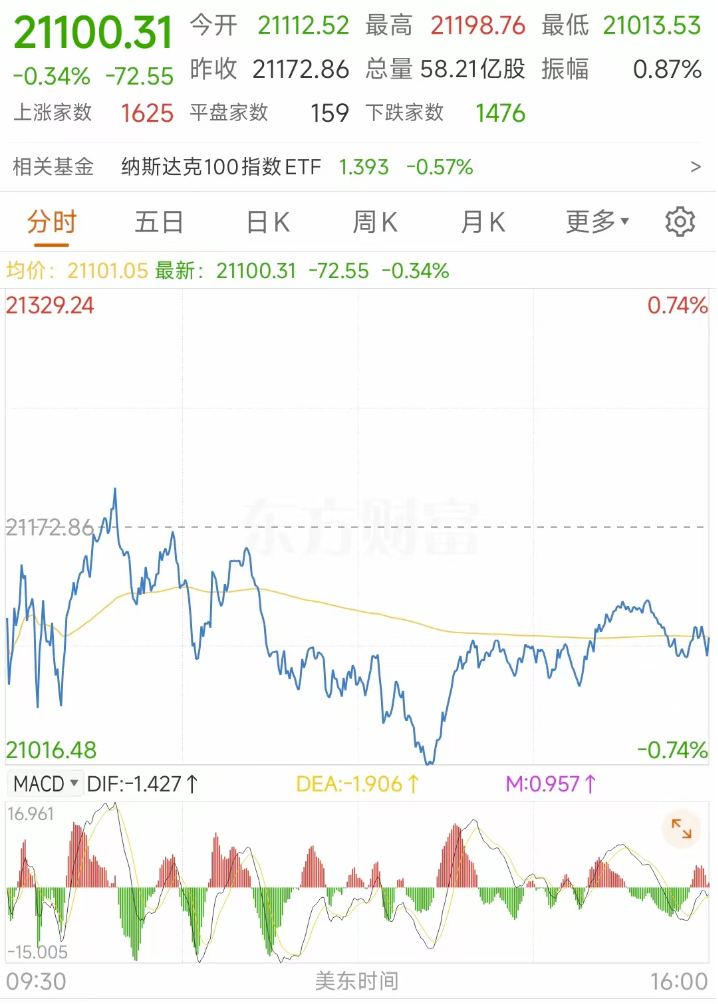 21100.31 今开 21112.52 最高 21198.76 最低 21013.53
-0.34% -72.55 昨收 21172.86 总量 58.21亿股 振幅 0.87%
上涨家数 1625 平盘家数 159 下跌家数 1476
相关基金 纳斯达克100指数ETF 1.393 -0.57% >
分时 五日 日K 周K 月K 更多
均价: 21101.05 最新: 21100.31 -72.55 -0.34%
21329.24 0.74%
21172.86
东方财富
21016.48 -0.74%
MACD DIF:-1.427↑ DEA:-1.906↑ M:0.957↑
16.961
-15.005
09:30 美东时间 16:00